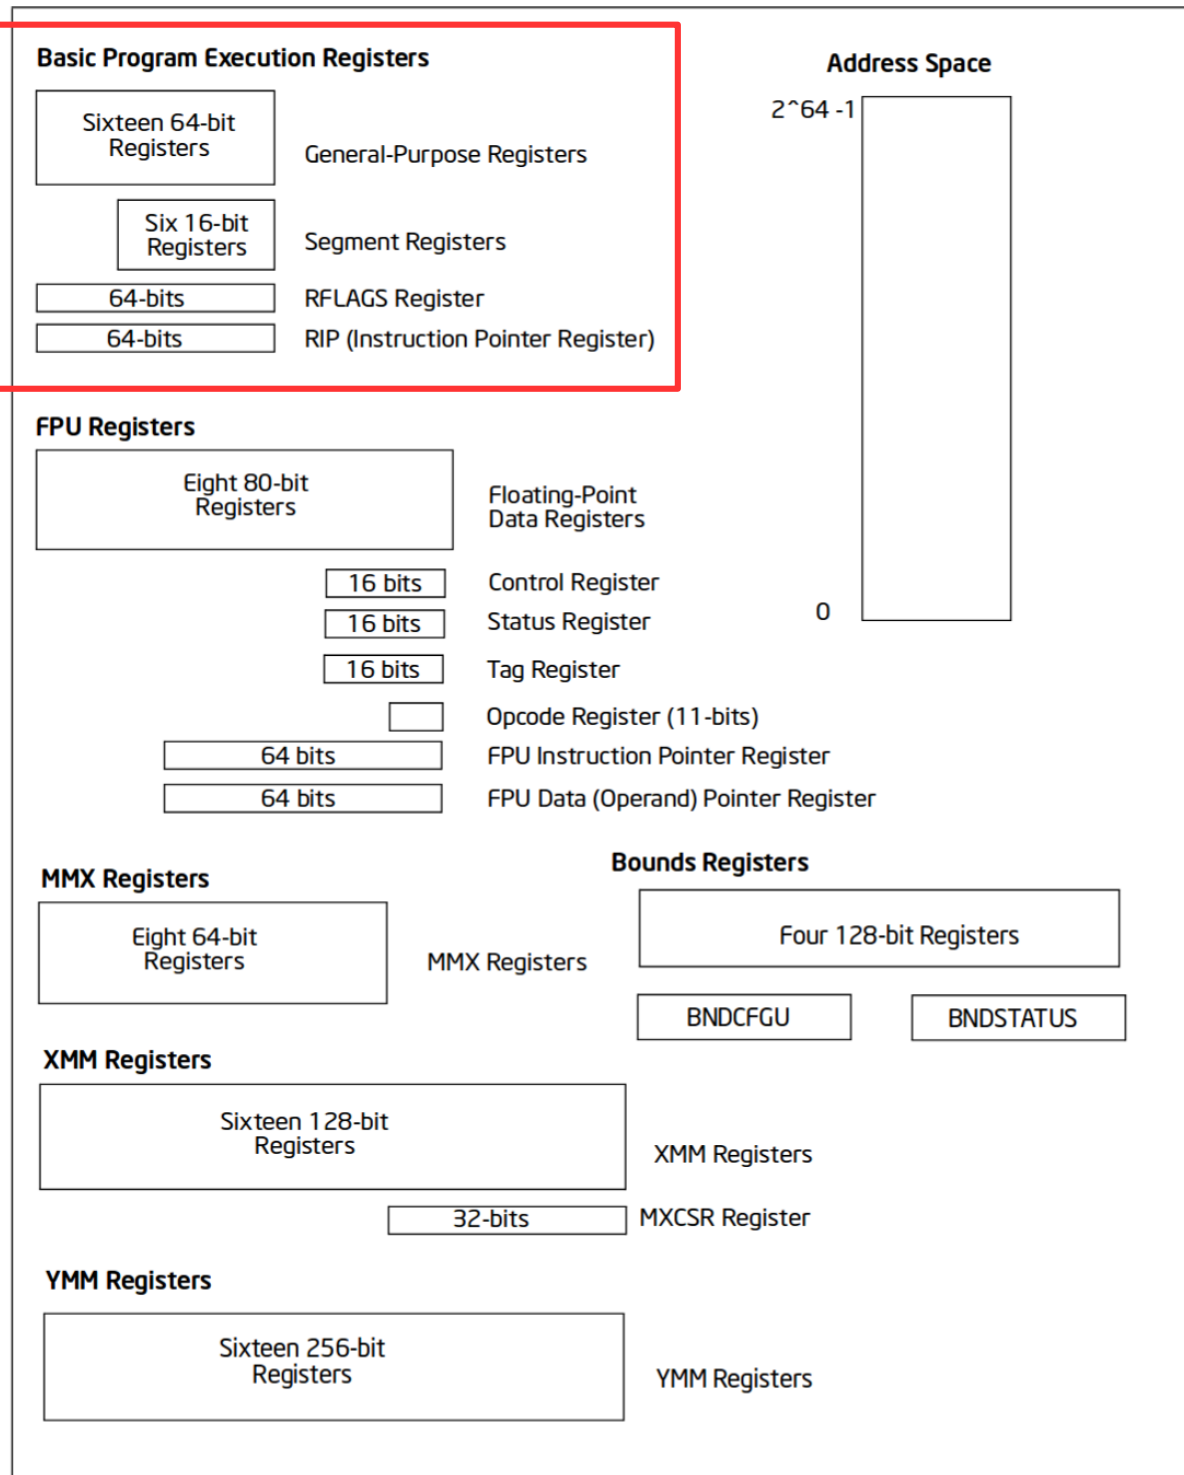 Basic Program Execution Registers
Sixteen 64-bit
Registers
General-Purpose Registers
Six 16-bit
Registers
Segment Registers
64-bits
RFLAGS Register
64-bits
RIP (Instruction Pointer Register)
Address Space
2^64 -1
0
FPU Registers
Eight 80-bit
Registers
Floating-Point
Data Registers
16 bits
Control Register
16 bits
Status Register
16 bits
Tag Register
Opcode Register (11-bits)
64 bits
FPU Instruction Pointer Register
64 bits
FPU Data (Operand) Pointer Register
MMX Registers
Eight 64-bit
Registers
MMX Registers
Bounds Registers
Four 128-bit Registers
BNDCFGU
BNDSTATUS
XMM Registers
Sixteen 128-bit
Registers
XMM Registers
32-bits
MXCSR Register
YMM Registers
Sixteen 256-bit
Registers
YMM Registers